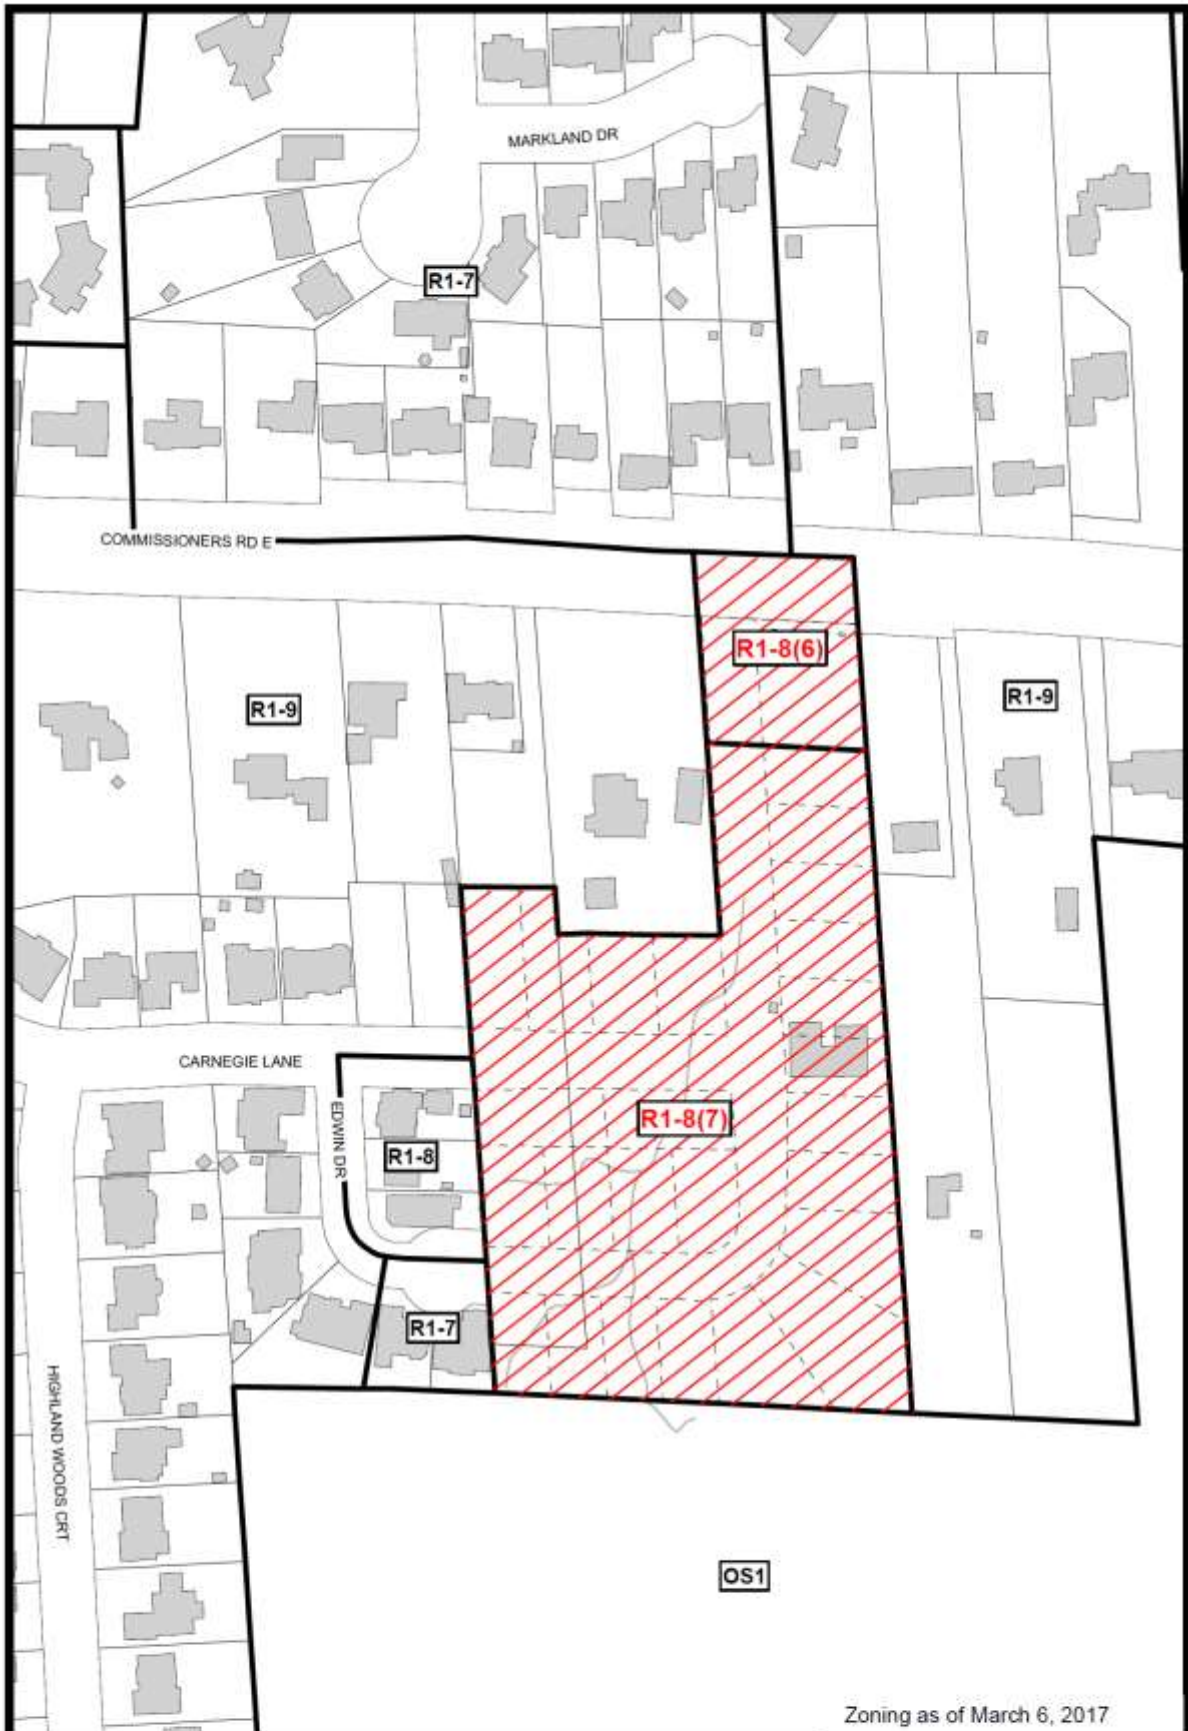 MARKLAND DR
R1-7
COMMISSIONERS RD E
R1-8(6)
R1-9
R1-9
CARNEGIE LANE
EDWIN DR
R1-8(7)
R1-8
R1-7
HIGHLAND WOODS CRT
OS1
Zoning as of March 6, 2017